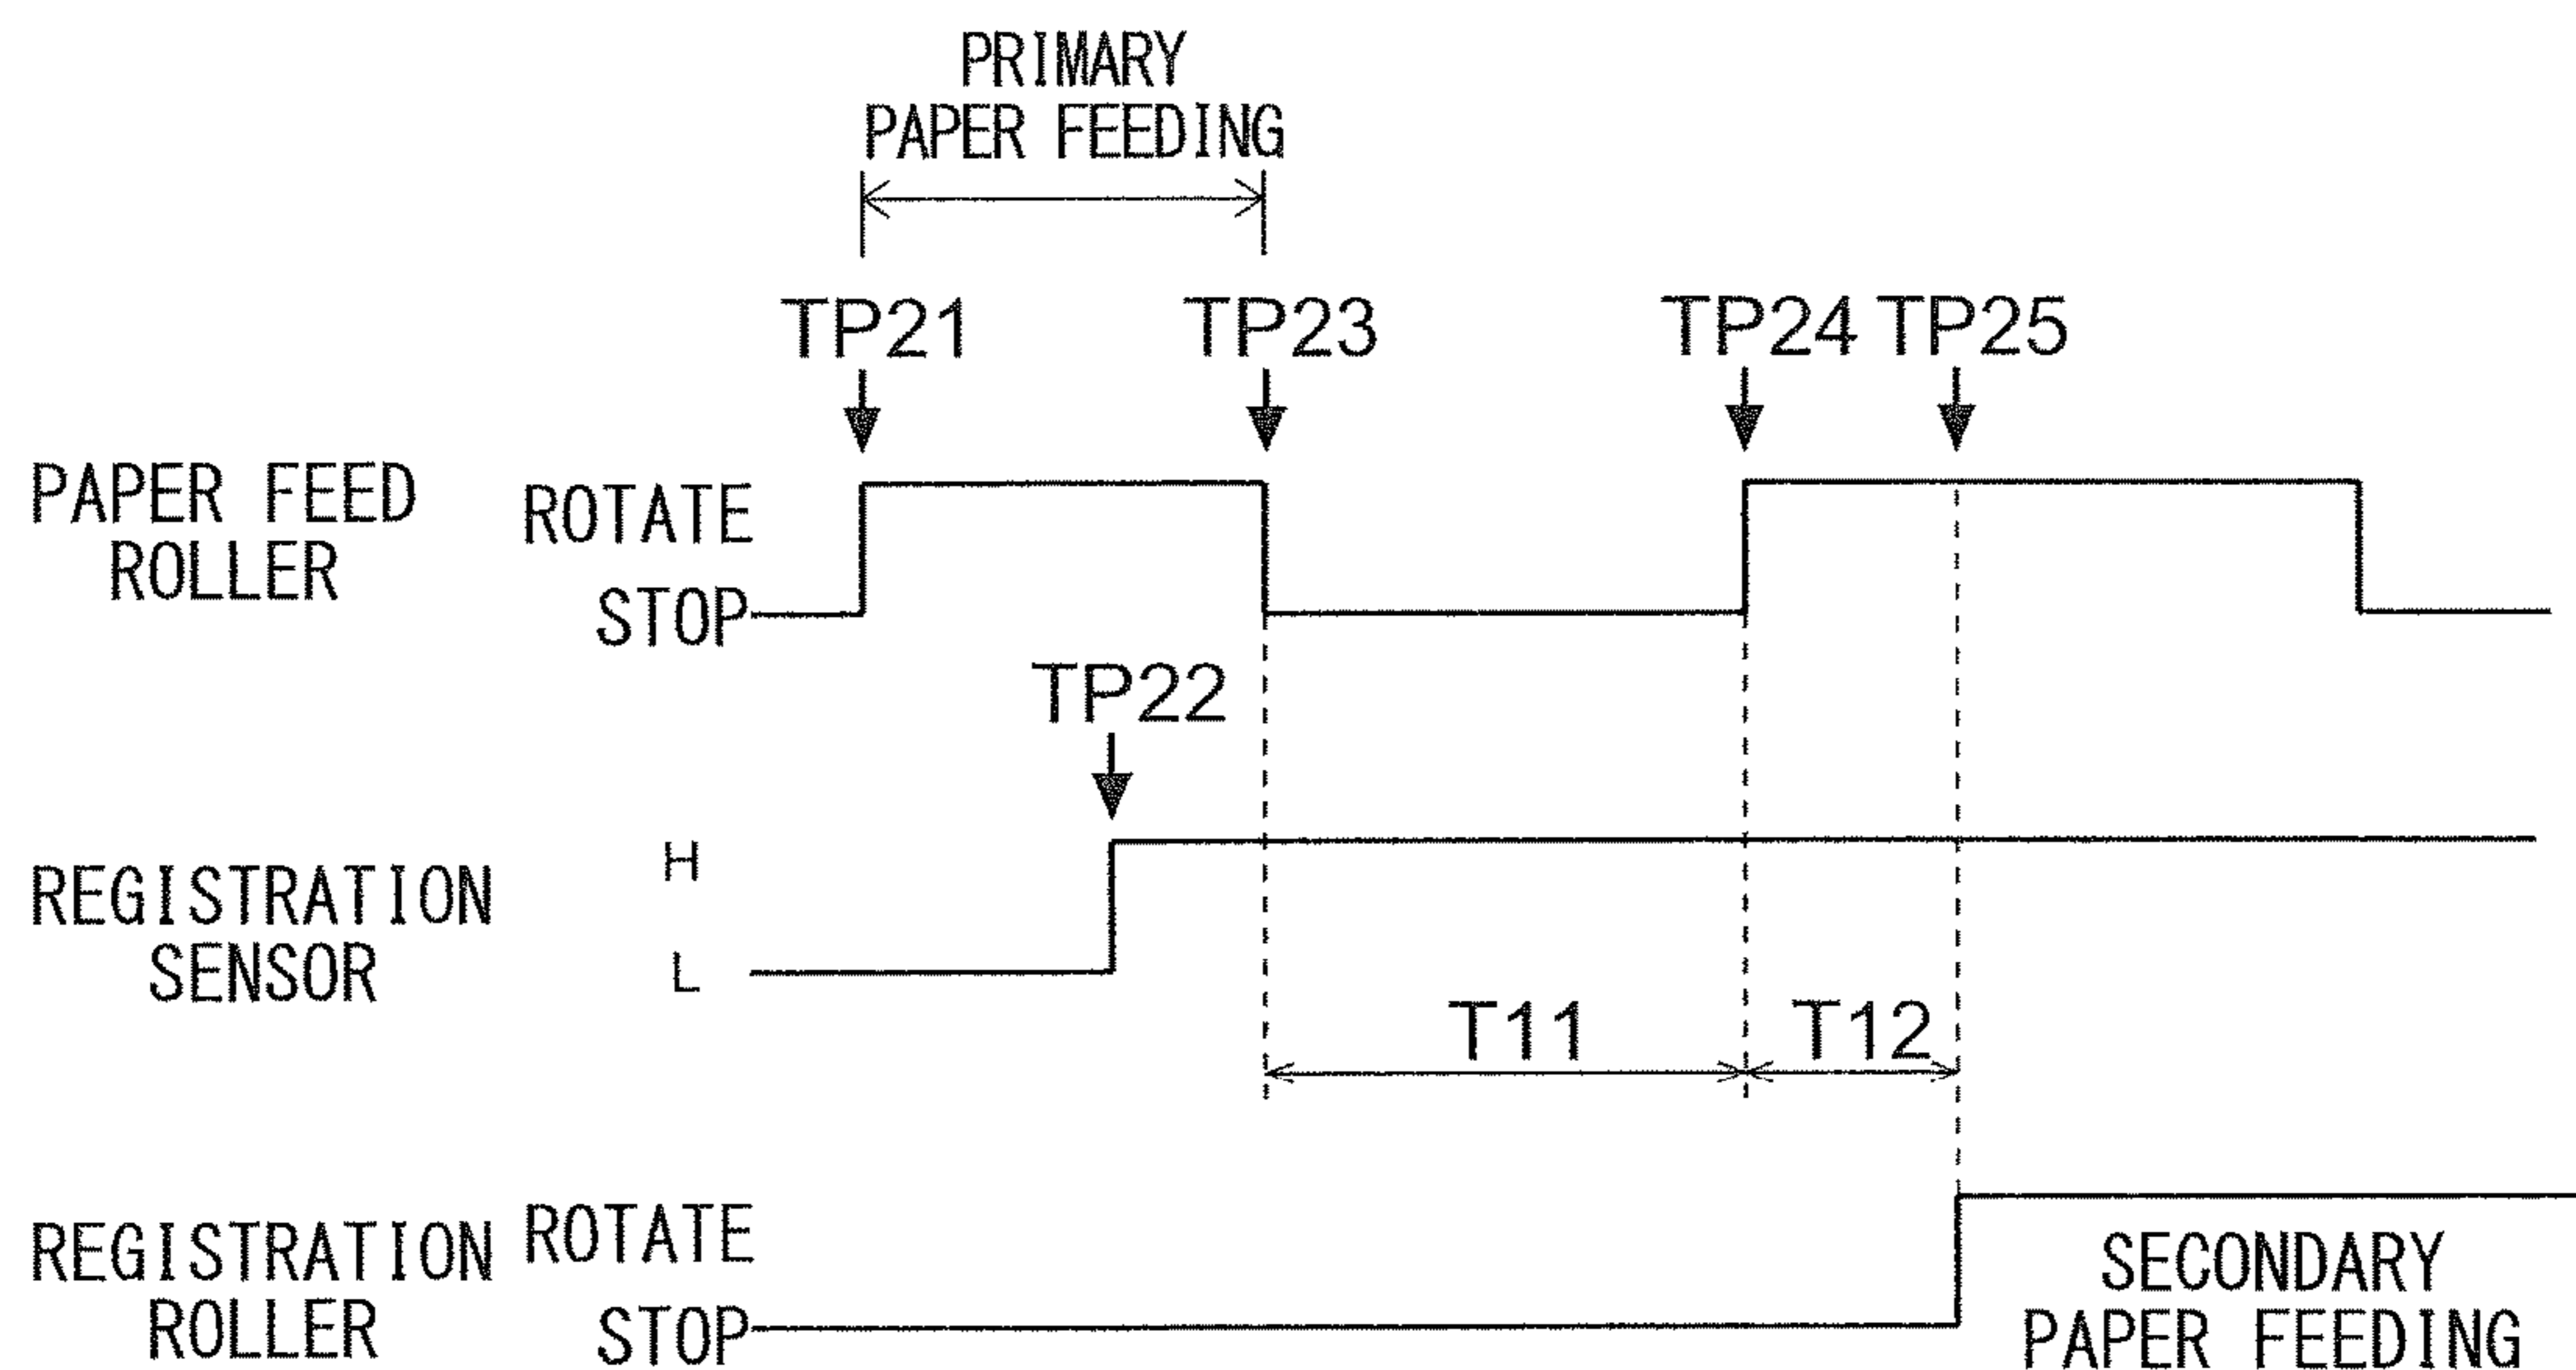 PRIMARY
PAPER FEEDING
TP21
TP23
TP24
TP25
PAPER FEED
ROLLER
ROTATE
STOP
TP22
REGISTRATION
SENSOR
H
L
T11
T12
REGISTRATION
ROLLER
ROTATE
STOP
SECONDARY
PAPER FEEDING